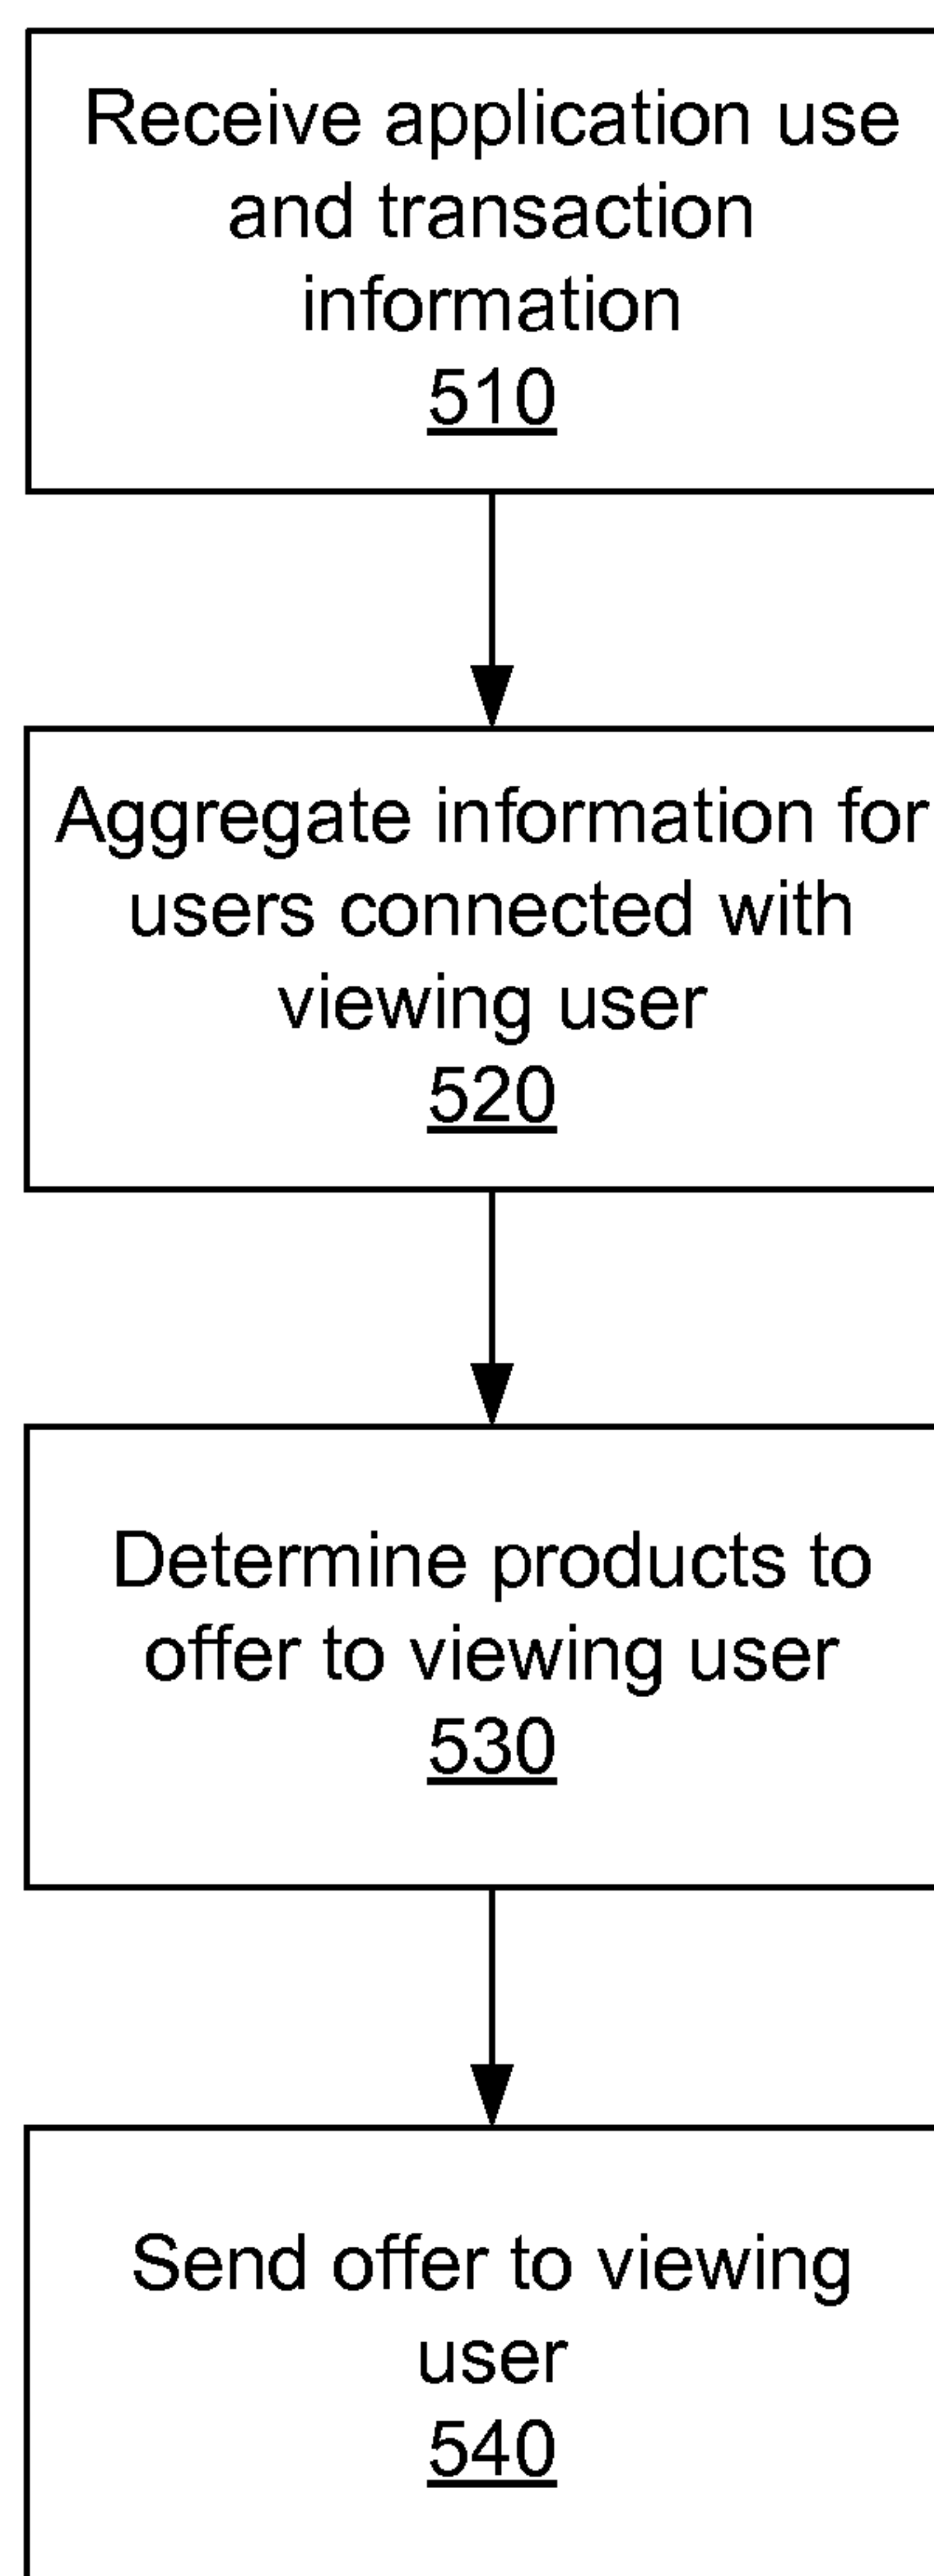 Receive application use
and transaction
information
510
Aggregate information for
users connected with
viewing user
520
Determine products to
offer to viewing user
530
Send offer to viewing
user
540